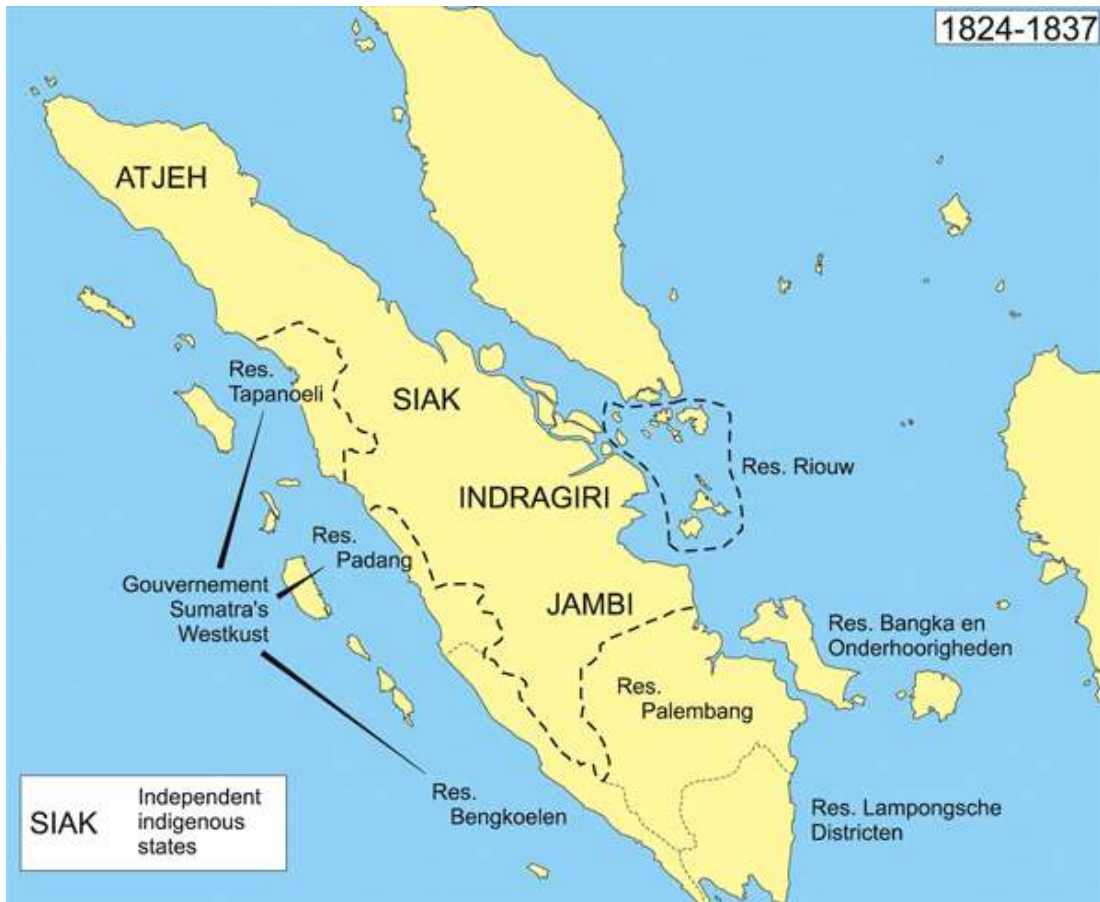 1824-1837
ATJEH
Res.
Tapanoeli
SIAK
Res. Riouw
INDRAGIRI
Res.
Padang
Gouvernement
Sumatra's
Westkust
JAMBI
Res. Bangka en
Onderhoorigheden
Res.
Palembang
Res.
Bengkoelen
Res. Lampongsche
Districten
SIAK
Independent
indigenous
states